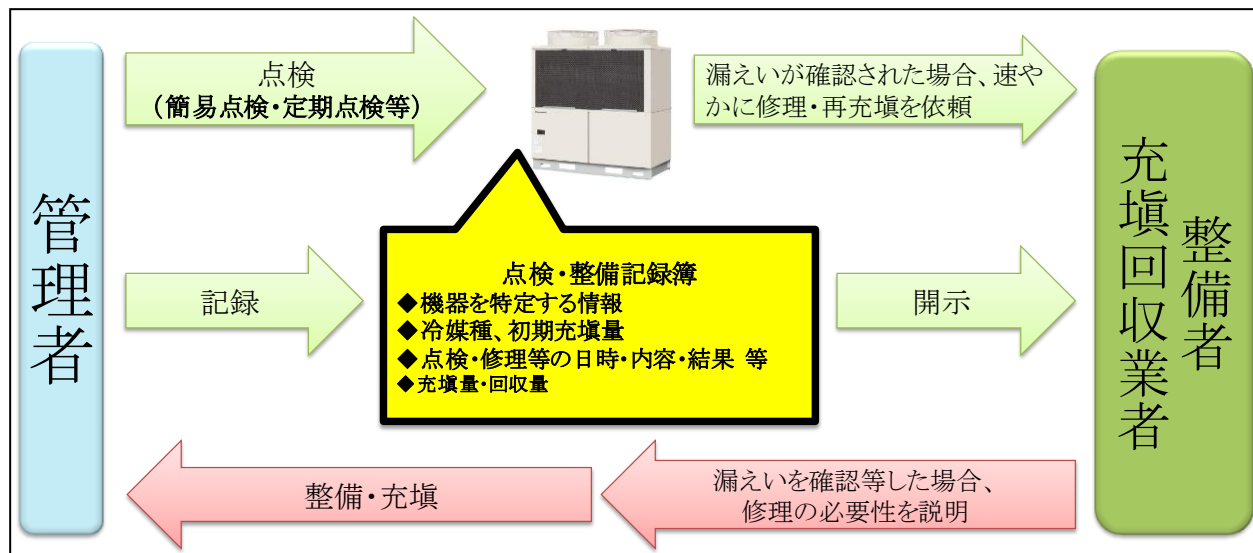 点検
(簡易点検・定期点検等)
漏えいが確認された場合、速や
かに修理・再充塡を依頼
管理者
記録
点検・整備記録簿
◆機器を特定する情報
◆冷媒種、初期充塡量
◆点検・修理等の日時・内容・結果 等
◆充塡量・回収量
開示
整備者
充塡回収業者
整備・充塡
漏えいを確認等した場合、
修理の必要性を説明